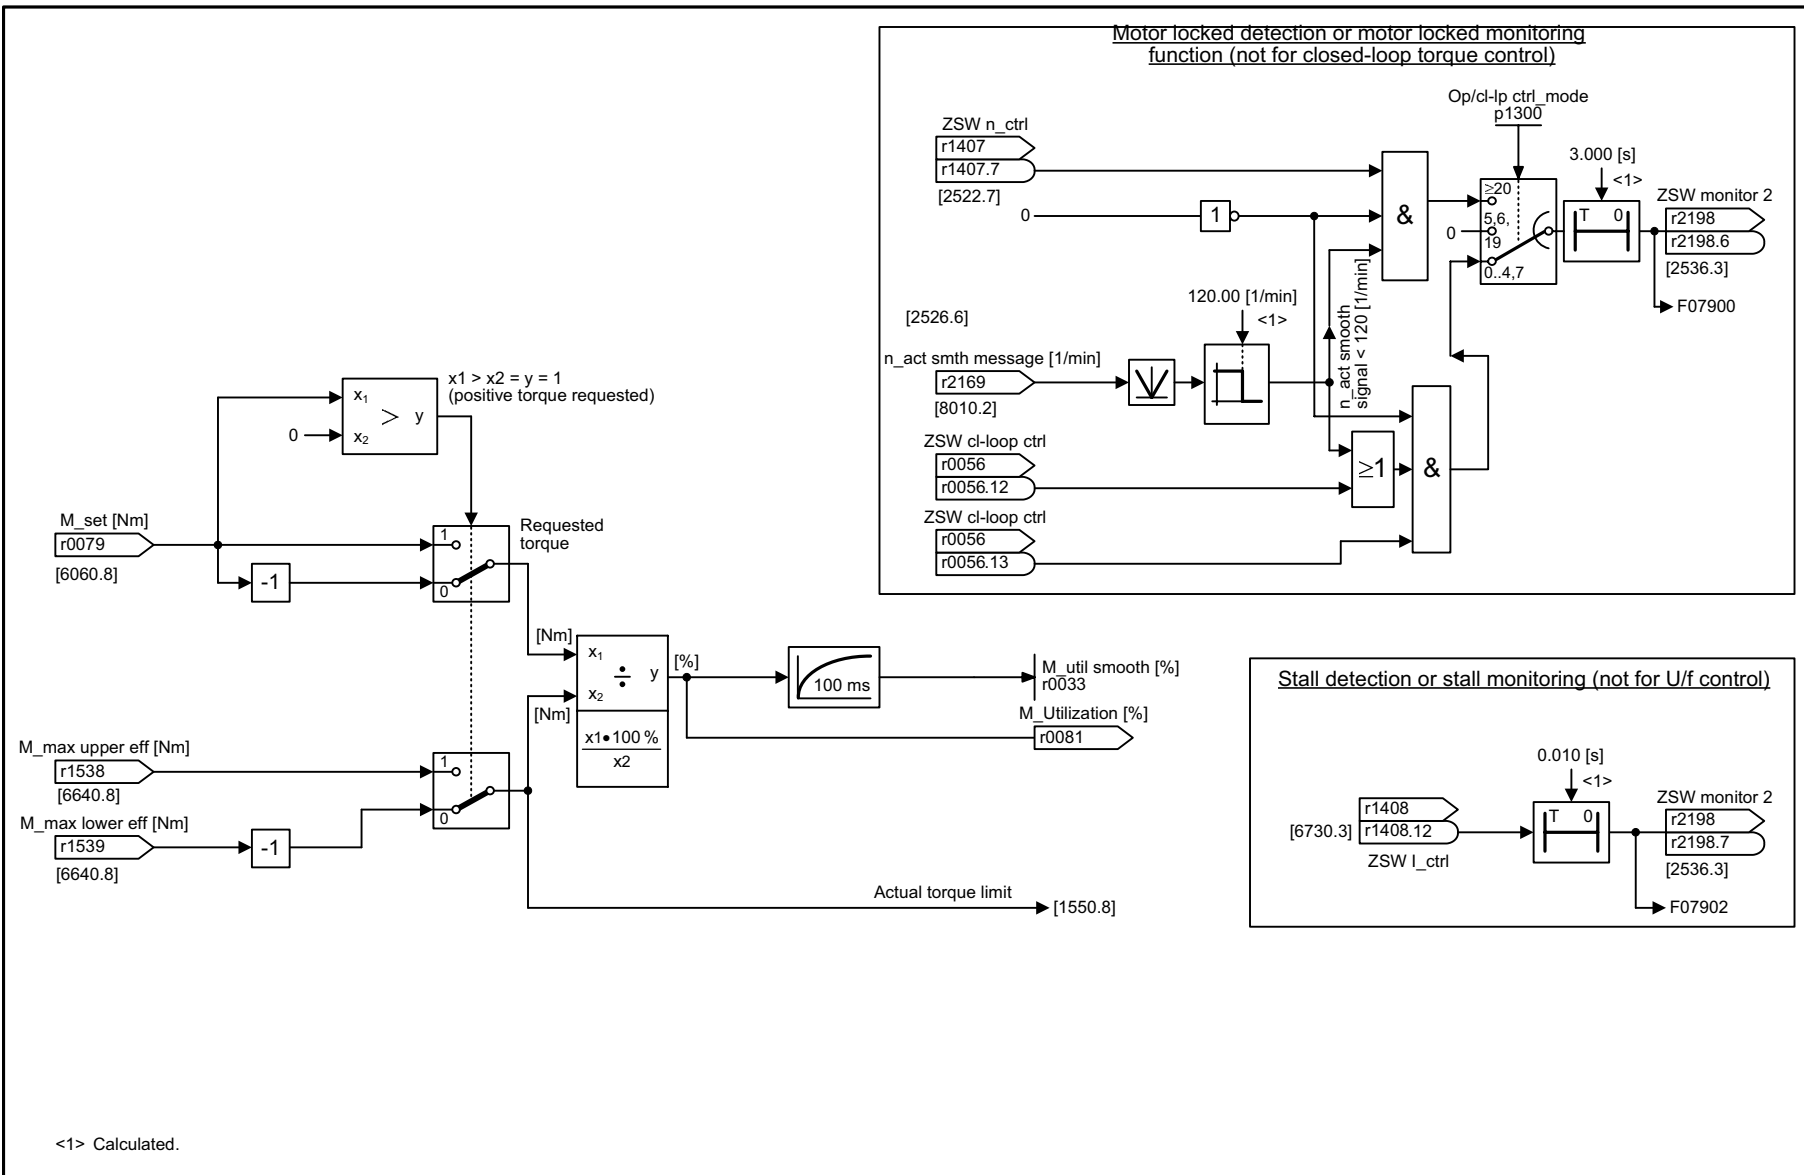 Motor locked detection or motor locked monitoring
function (not for closed-loop torque control)
Op/cl-lp ctrl_mode
p1300
ZSW n_ctrl
r1407
r1407.7
[2522.7]
0
1
&
≥20
5,6,
19
0..4,7
0
3.000 [s]
<1>
T 0
ZSW monitor 2
r2198
r2198.6
[2536.3]
F07900
[2526.6]
120.00 [1/min]
<1>
n_act smooth
signal < 120 [1/min]
n_act smth message [1/min]
r2169
[8010.2]
ZSW cl-loop ctrl
r0056
r0056.12
≥1
&
ZSW cl-loop ctrl
r0056
r0056.13
x1 > x2 = y = 1
(positive torque requested)
x1
> y
x2
0
M_set [Nm]
r0079
[6060.8]
-1
1
0
Requested
torque
[Nm]
x1
÷ y
x2
[Nm]
x1•100 %
x2
[%]
100 ms
M_util smooth [%]
r0033
M_Utilization [%]
r0081
M_max upper eff [Nm]
r1538
[6640.8]
M_max lower eff [Nm]
r1539
[6640.8]
-1
1
0
Actual torque limit
[1550.8]
Stall detection or stall monitoring (not for U/f control)
0.010 [s]
<1>
r1408
[6730.3]
r1408.12
ZSW I_ctrl
T 0
ZSW monitor 2
r2198
r2198.7
[2536.3]
F07902
<1> Calculated.